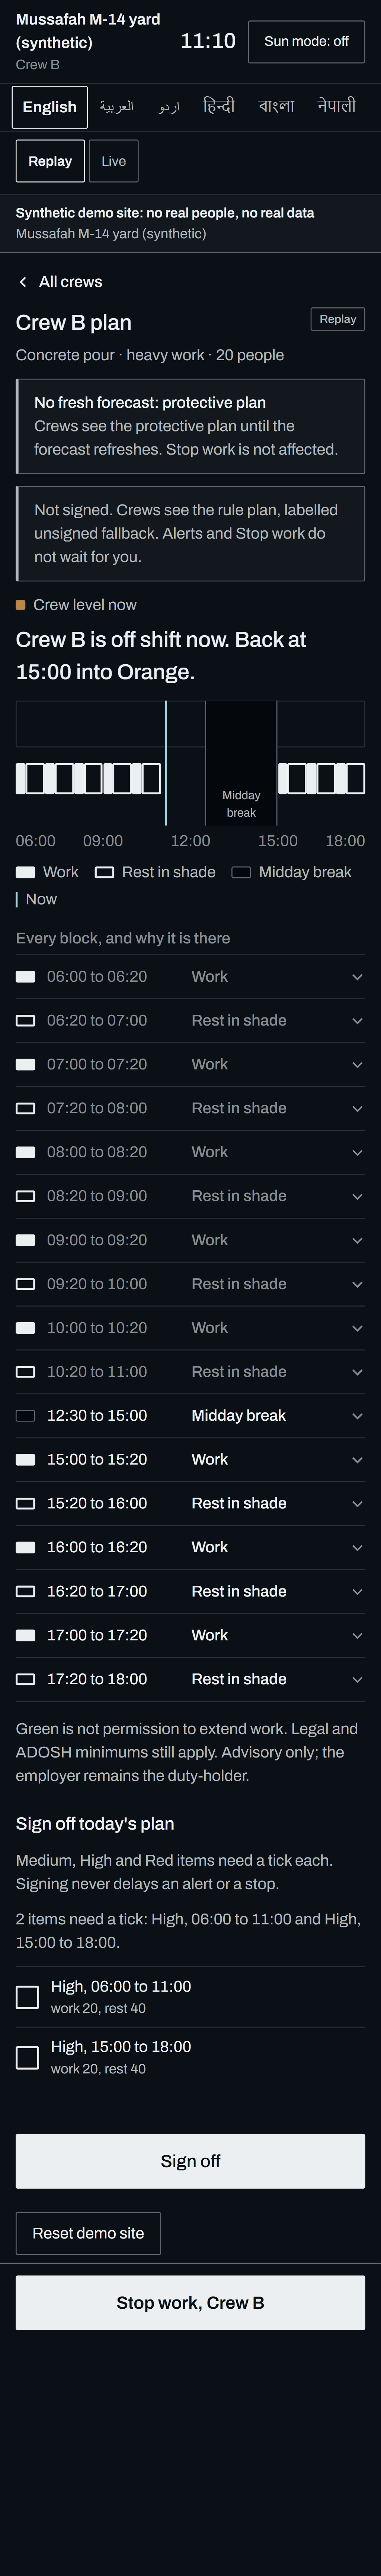 Mussafah M-14 yard
(synthetic)
Crew B
11:10
Sun mode: off
English
العربية
اردو
हिन्दी
বাংলা
नेपाली
Replay
Live
Synthetic demo site: no real people, no real data
Mussafah M-14 yard (synthetic)
All crews
Crew B plan
Replay
Concrete pour · heavy work · 20 people
No fresh forecast: protective plan
Crews see the protective plan until the
forecast refreshes. Stop work is not affected.
Not signed. Crews see the rule plan, labelled
unsigned fallback. Alerts and Stop work do
not wait for you.
Crew level now
Crew B is off shift now. Back at
15:00 into Orange.
Midday
break
06:00 09:00 12:00 15:00 18:00
Work Rest in shade Midday break
Now
Every block, and why it is there
06:00 to 06:20 Work
06:20 to 07:00 Rest in shade
07:00 to 07:20 Work
07:20 to 08:00 Rest in shade
08:00 to 08:20 Work
08:20 to 09:00 Rest in shade
09:00 to 09:20 Work
09:20 to 10:00 Rest in shade
10:00 to 10:20 Work
10:20 to 11:00 Rest in shade
12:30 to 15:00 Midday break
15:00 to 15:20 Work
15:20 to 16:00 Rest in shade
16:00 to 16:20 Work
16:20 to 17:00 Rest in shade
17:00 to 17:20 Work
17:20 to 18:00 Rest in shade
Green is not permission to extend work. Legal and
ADOSH minimums still apply. Advisory only; the
employer remains the duty-holder.
Sign off today's plan
Medium, High and Red items need a tick each.
Signing never delays an alert or a stop.
2 items need a tick: High, 06:00 to 11:00 and High,
15:00 to 18:00.
High, 06:00 to 11:00
work 20, rest 40
High, 15:00 to 18:00
work 20, rest 40
Sign off
Reset demo site
Stop work, Crew B